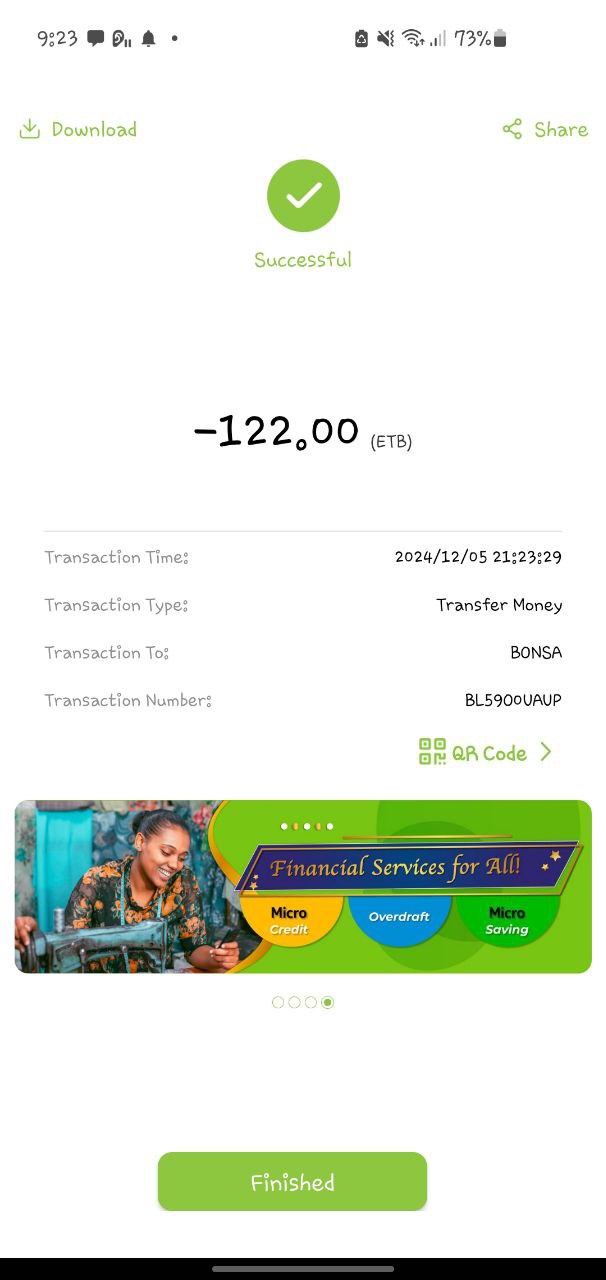 9:23 73%
Download Share
Successful
-122.00 (ETB)
Transaction Time: 2024/12/05 21:23:29
Transaction Type: Transfer Money
Transaction To: BONSA
Transaction Number: BL5900UAUP
QR Code
Financial Services for All!
Micro Credit
Overdraft
Micro Saving
Finished